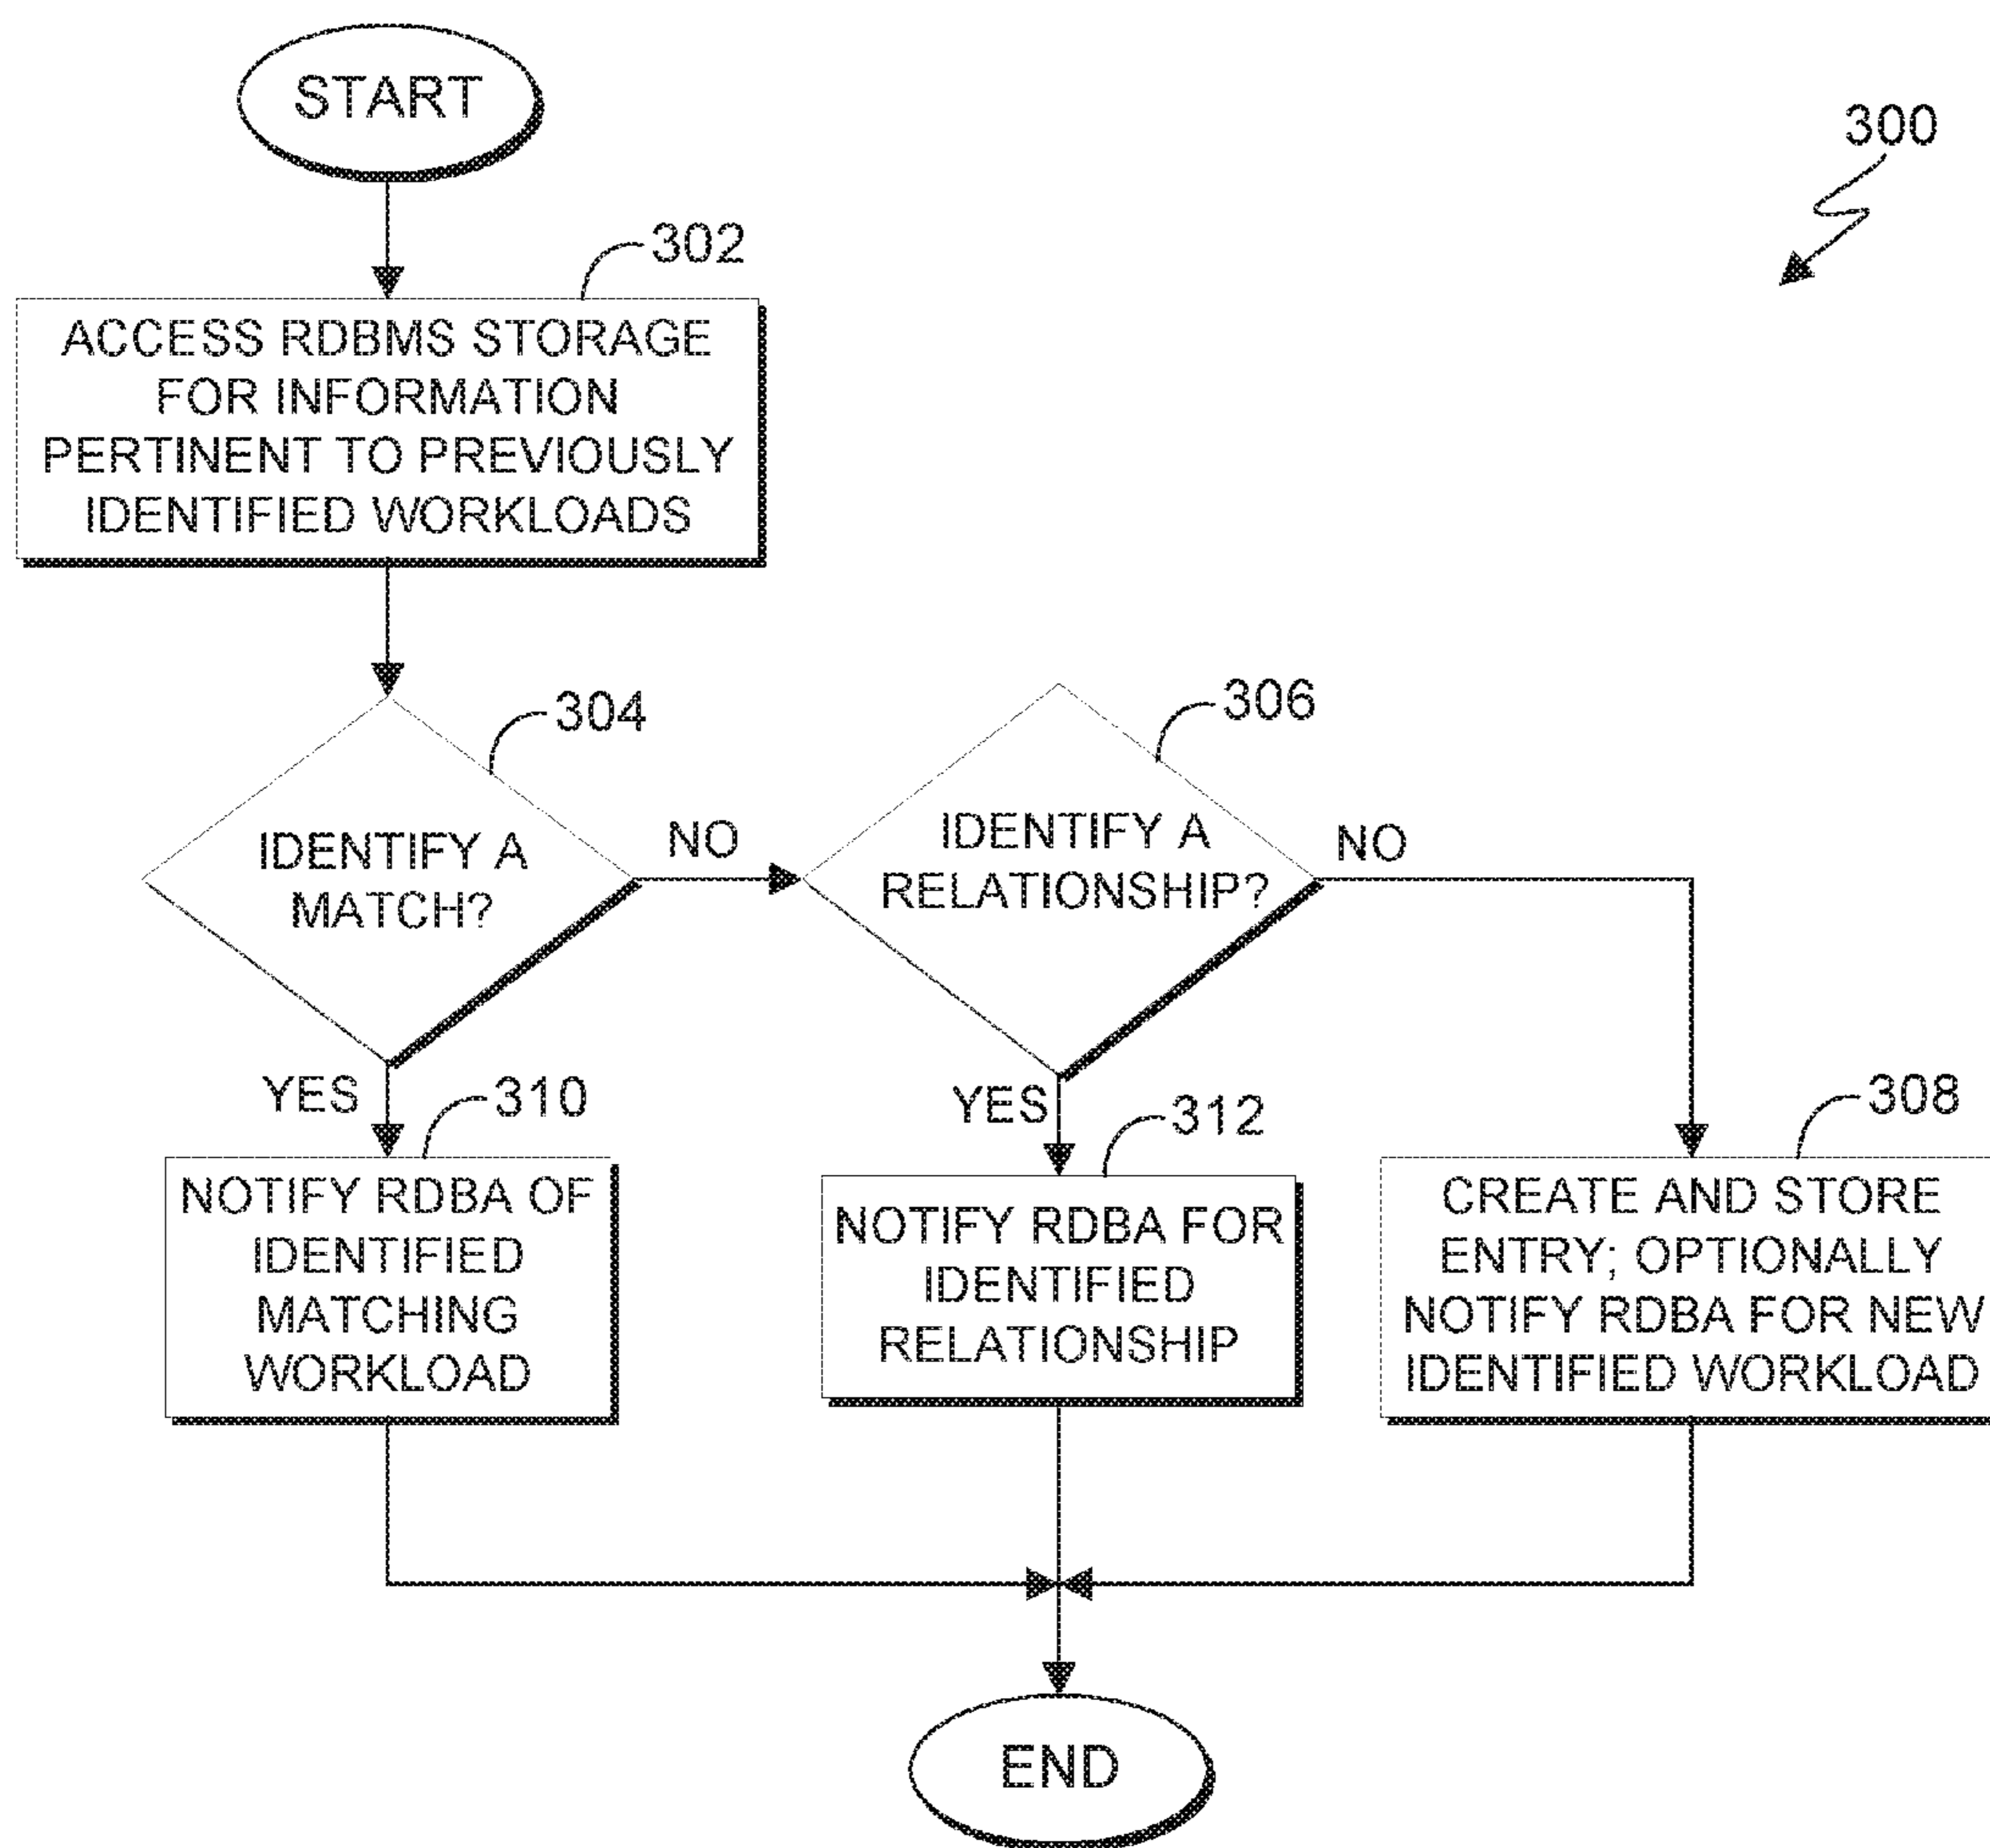 START
300
302
ACCESS RDBMS STORAGE
FOR INFORMATION
PERTINENT TO PREVIOUSLY
IDENTIFIED WORKLOADS
304
306
IDENTIFY A
MATCH?
NO
IDENTIFY A
RELATIONSHIP?
NO
YES
310
YES
312
308
NOTIFY RDBA OF
IDENTIFIED
MATCHING
WORKLOAD
NOTIFY RDBA FOR
IDENTIFIED
RELATIONSHIP
CREATE AND STORE
ENTRY; OPTIONALLY
NOTIFY RDBA FOR NEW
IDENTIFIED WORKLOAD
END